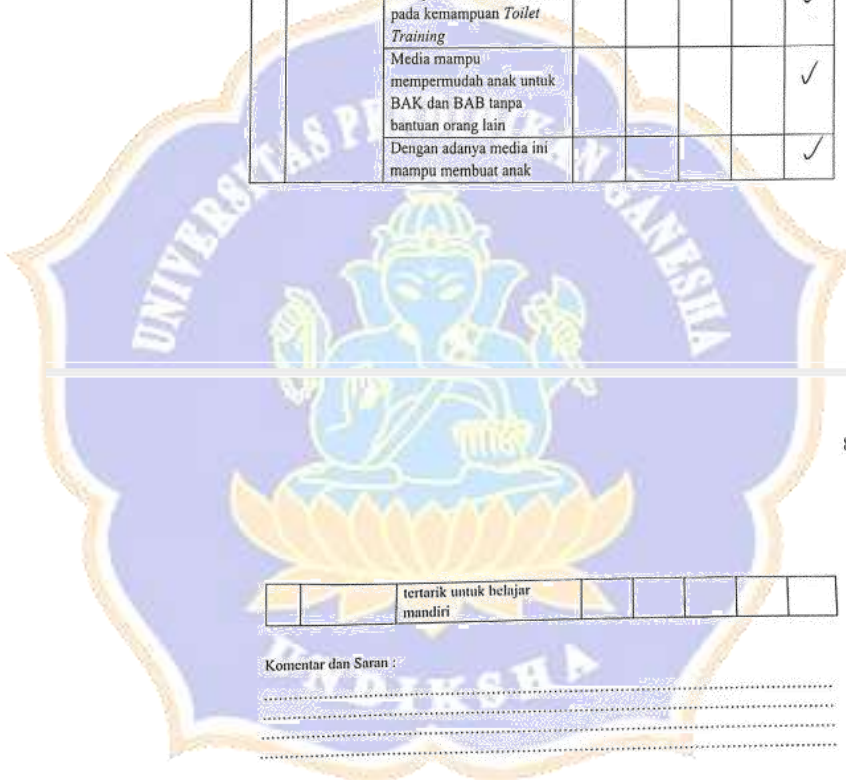 pada kemampuan Toilet
Training
Media mampu
mempermudah anak untuk
BAK dan BAB tanpa
bantuan orang lain
✓
Dengan adanya media ini
mampu membuat anak
✓
UNIVERSITAS PENDIDIKAN GANESHA
tertarik untuk belajar
mandiri
Komentar dan Saran :
UNDIKSHA